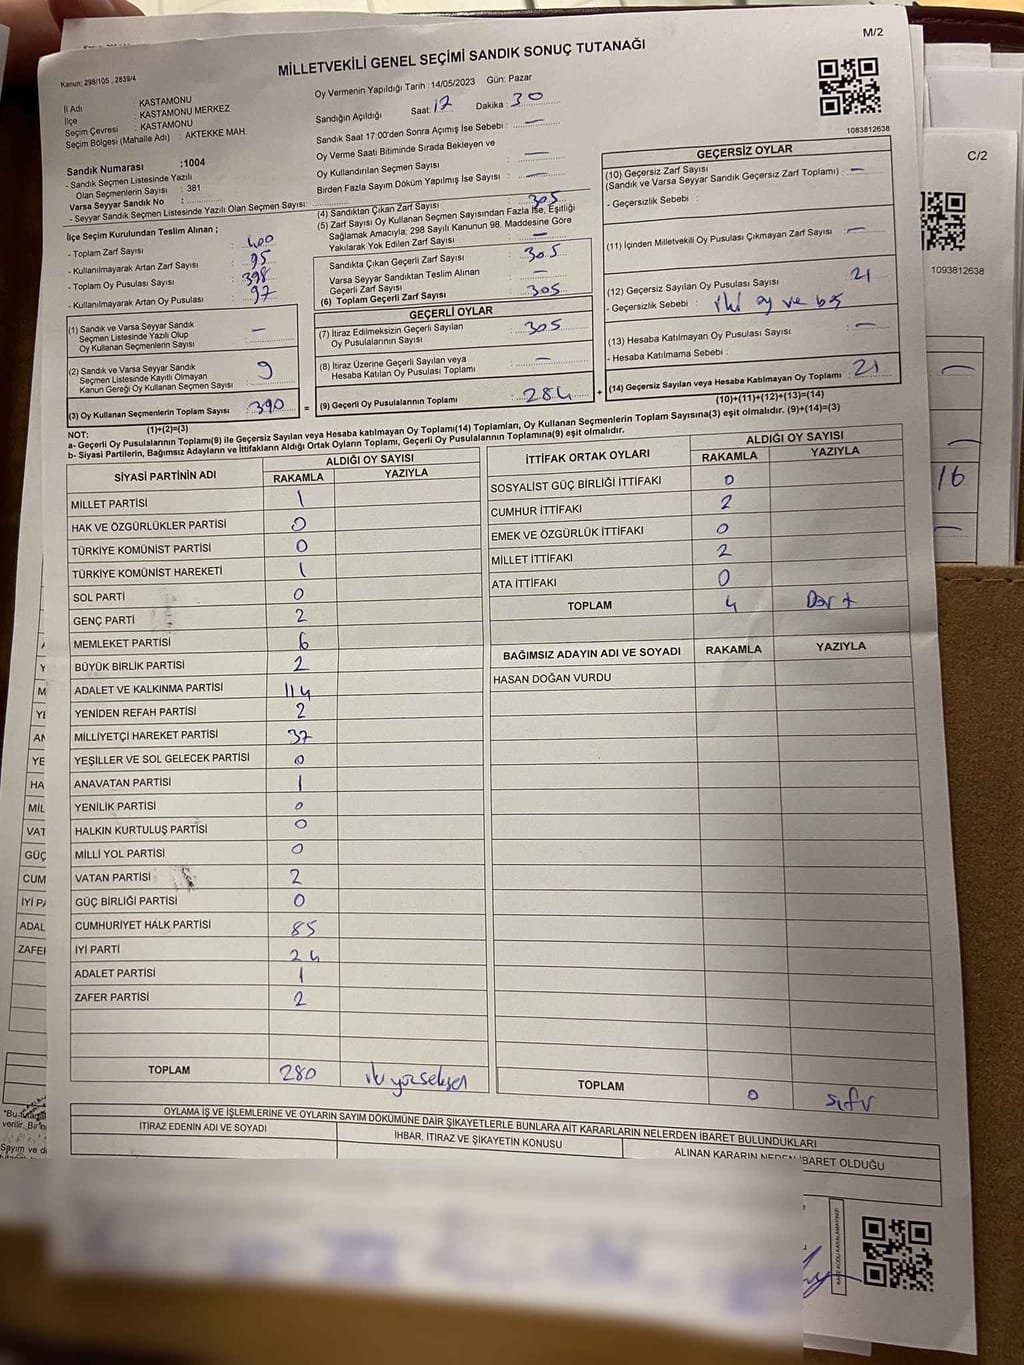 M/2
Kanun: 298/105 , 2839/4
MİLLETVEKİLİ GENEL SEÇİMİ SANDIK SONUÇ TUTANAĞI
İl Adı : KASTAMONU
İlçe : KASTAMONU MERKEZ
Seçim Çevresi : KASTAMONU
Seçim Bölgesi (Mahalle Adı) : AKTEKKE MAH.
Sandık Numarası :1004
- Sandık Seçmen Listesinde Yazılı
Olan Seçmenlerin Sayısı : 381
Varsa Seyyar Sandık No :
- Seyyar Sandık Seçmen Listesinde Yazılı Olan Seçmen Sayısı:
İlçe Seçim Kurulundan Teslim Alınan ;
- Toplam Zarf Sayısı : 400
- Kullanılmayarak Artan Zarf Sayısı : 95
- Toplam Oy Pusulası Sayısı : 398
- Kullanılmayarak Artan Oy Pusulası : 97
(1) Sandık ve Varsa Seyyar Sandık
Seçmen Listesinde Yazılı Olup
Oy Kullanan Seçmenlerin Sayısı : —
(2) Sandık ve Varsa Seyyar Sandık
Seçmen Listesinde Kayıtlı Olmayan
Kanun Gereği Oy Kullanan Seçmen Sayısı : 9
(3) Oy Kullanan Seçmenlerin Toplam Sayısı : 390
(1)+(2)=(3)
Oy Vermenin Yapıldığı Tarih :14/05/2023 Gün: Pazar
Sandığın Açıldığı Saat: 17 Dakika : 30
Sandık Saat 17:00'den Sonra Açımış İse Sebebi : —
Oy Verme Saati Bitiminde Sırada Bekleyen ve
Oy Kullandırılan Seçmen Sayısı : —
Birden Fazla Sayım Döküm Yapılmış İse Sayısı : —
(4) Sandıktan Çıkan Zarf Sayısı : 305
(5) Zarf Sayısı Oy Kullanan Seçmen Sayısından Fazla İse, Eşitliği
Sağlamak Amacıyla; 298 Sayılı Kanunun 98. Maddesine Göre
Yakılarak Yok Edilen Zarf Sayısı : —
Sandıkta Çıkan Geçerli Zarf Sayısı : 305
Varsa Seyyar Sandıktan Teslim Alınan
Geçerli Zarf Sayısı : —
(6) Toplam Geçerli Zarf Sayısı : 305
GEÇERLİ OYLAR
(7) İtiraz Edilmeksizin Geçerli Sayılan
Oy Pusulalarının Sayısı : 305
(8) İtiraz Üzerine Geçerli Sayılan veya
Hesaba Katılan Oy Pusulası Toplamı : —
= (9) Geçerli Oy Pusulalarının Toplamı : 284 +
1083812638
GEÇERSİZ OYLAR
(10) Geçersiz Zarf Sayısı
(Sandık ve Varsa Seyyar Sandık Geçersiz Zarf Toplamı) : —
- Geçersizlik Sebebi :
(11) İçinden Milletvekili Oy Pusulası Çıkmayan Zarf Sayısı : —
(12) Geçersiz Sayılan Oy Pusulası Sayısı : 21
- Geçersizlik Sebebi : iki oy ve boş
(13) Hesaba Katılmayan Oy Pusulası Sayısı : —
- Hesaba Katılmama Sebebi :
(14) Geçersiz Sayılan veya Hesaba Katılmayan Oy Toplamı : 21
(10)+(11)+(12)+(13)=(14)
NOT:
a- Geçerli Oy Pusulalarının Toplamı(9) ile Geçersiz Sayılan veya Hesaba katılmayan Oy Toplamı(14) Toplamları, Oy Kullanan Seçmenlerin Toplam Sayısına(3) eşit olmalıdır. (9)+(14)=(3)
b- Siyasi Partilerin, Bağımsız Adayların ve İttifakların Aldığı Ortak Oyların Toplamı, Geçerli Oy Pusulalarının Toplamına(9) eşit olmalıdır.
SİYASİ PARTİNİN ADI ALDIĞI OY SAYISI
RAKAMLA YAZIYLA
MİLLET PARTİSİ 1
HAK VE ÖZGÜRLÜKLER PARTİSİ 0
TÜRKİYE KOMÜNİST PARTİSİ 0
TÜRKİYE KOMÜNİST HAREKETİ 1
SOL PARTİ 0
GENÇ PARTİ 2
MEMLEKET PARTİSİ 6
BÜYÜK BİRLİK PARTİSİ 2
ADALET VE KALKINMA PARTİSİ 114
YENİDEN REFAH PARTİSİ 2
MİLLİYETÇİ HAREKET PARTİSİ 37
YEŞİLLER VE SOL GELECEK PARTİSİ 0
ANAVATAN PARTİSİ 1
YENİLİK PARTİSİ 0
HALKIN KURTULUŞ PARTİSİ 0
MİLLİ YOL PARTİSİ 0
VATAN PARTİSİ 2
GÜÇ BİRLİĞİ PARTİSİ 0
CUMHURİYET HALK PARTİSİ 85
İYİ PARTİ 24
ADALET PARTİSİ 1
ZAFER PARTİSİ 2
TOPLAM 280 iki yüz seksen
İTTİFAK ORTAK OYLARI ALDIĞI OY SAYISI
RAKAMLA YAZIYLA
SOSYALİST GÜÇ BİRLİĞİ İTTİFAKI 0
CUMHUR İTTİFAKI 2
EMEK VE ÖZGÜRLÜK İTTİFAKI 0
MİLLET İTTİFAKI 2
ATA İTTİFAKI 0
TOPLAM 4 Dört
BAĞIMSIZ ADAYIN ADI VE SOYADI RAKAMLA YAZIYLA
HASAN DOĞAN VURDU
TOPLAM 0 sıfır
OYLAMA İŞ VE İŞLEMLERİNE VE OYLARIN SAYIM DÖKÜMÜNE DAİR ŞİKAYETLERLE BUNLARA AİT KARARLARIN NELERDEN İBARET BULUNDUKLARI
İTİRAZ EDENİN ADI VE SOYADI
İHBAR, İTİRAZ VE ŞİKAYETİN KONUSU
ALINAN KARARIN NEDEN İBARET OLDUĞU
C/2
1093812638
16